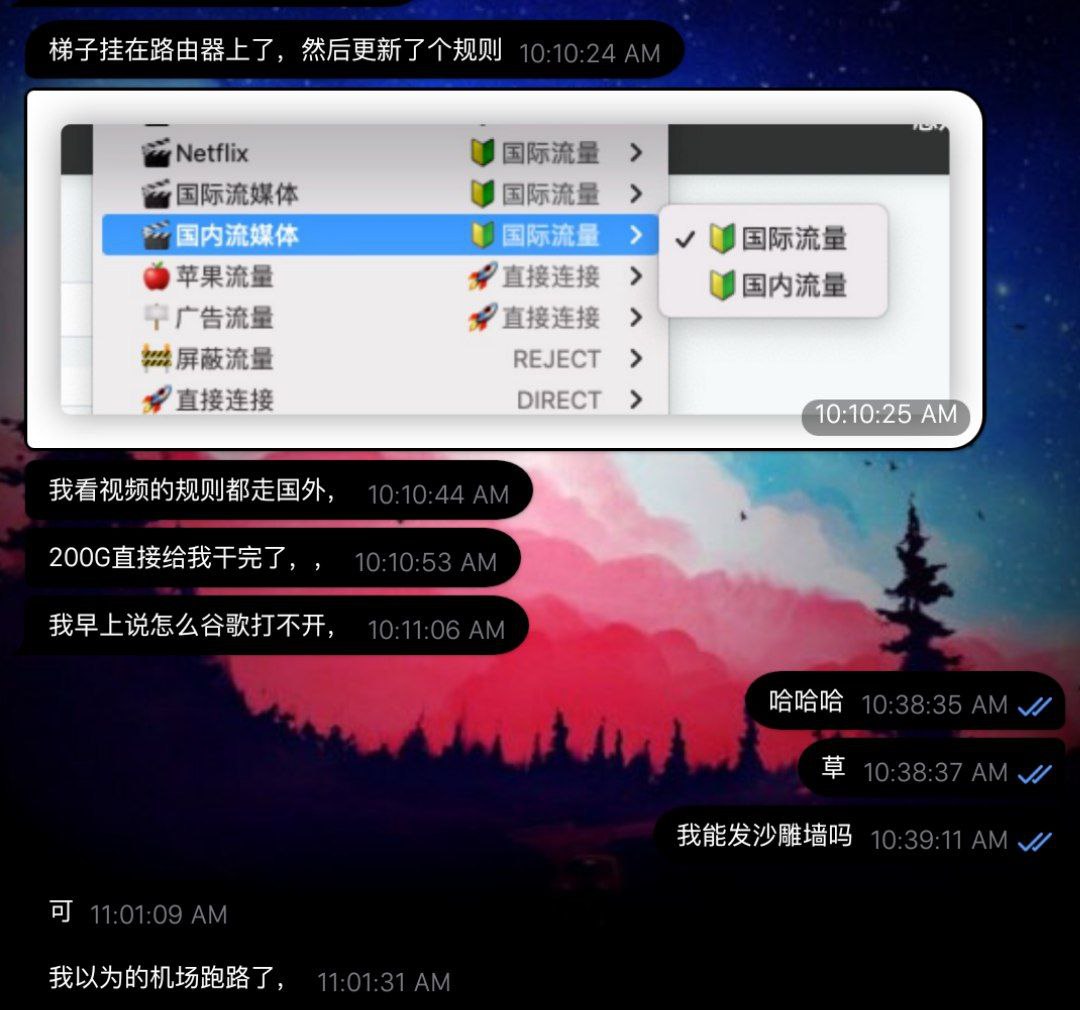 梯子挂在路由器上了，然后更新了个规则 10:10:24 AM
Netflix 国际流量
国际流媒体 国际流量
国内流媒体 国际流量
国际流量
国内流量
苹果流量 直接连接
广告流量 直接连接
屏蔽流量 REJECT
直接连接 DIRECT
10:10:25 AM
我看视频的规则都走国外， 10:10:44 AM
200G直接给我干完了，， 10:10:53 AM
我早上说怎么谷歌打不开， 10:11:06 AM
哈哈哈 10:38:35 AM
草 10:38:37 AM
我能发沙雕墙吗 10:39:11 AM
可 11:01:09 AM
我以为的机场跑路了， 11:01:31 AM